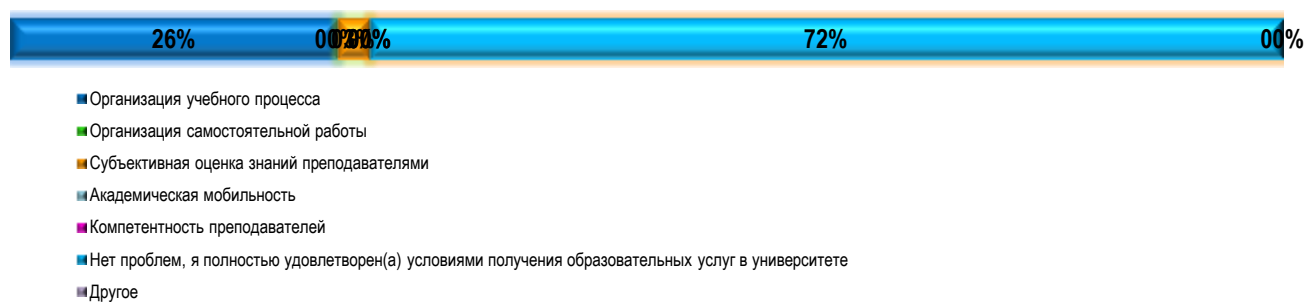 26% 72%
Организация учебного процесса
Организация самостоятельной работы
Субъективная оценка знаний преподавателями
Академическая мобильность
Компетентность преподавателей
Нет проблем, я полностью удовлетворен(а) условиями получения образовательных услуг в университете
Другое